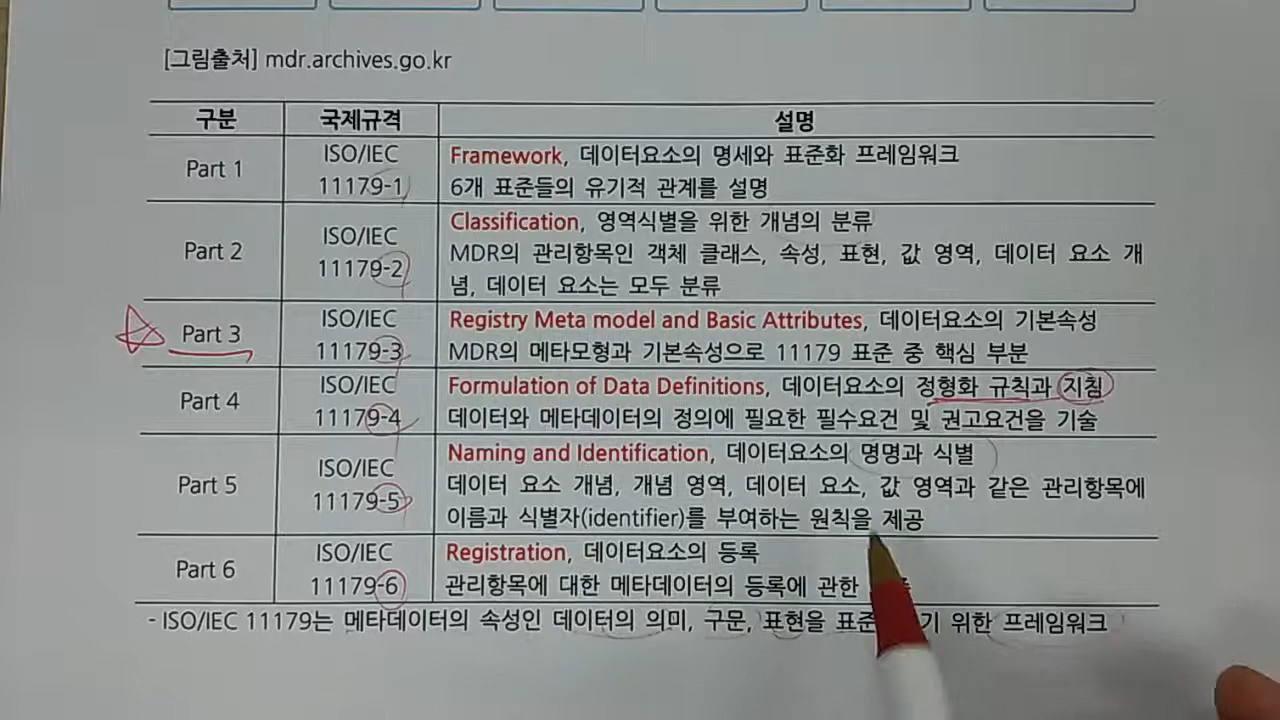 [그림출처] mdr.archives.go.kr
구분 국제규격 설명
Part 1
ISO/IEC
11179-1
Framework, 데이터요소의 명세와 표준화 프레임워크
6개 표준들의 유기적 관계를 설명
Part 2
ISO/IEC
11179-2
Classification, 영역식별을 위한 개념의 분류
MDR의 관리항목인 객체 클래스, 속성, 표현, 값 영역, 데이터 요소 개
념, 데이터 요소는 모두 분류
Part 3
ISO/IEC
11179-3
Registry Meta model and Basic Attributes, 데이터요소의 기본속성
MDR의 메타모형과 기본속성으로 11179 표준 중 핵심 부분
Part 4
ISO/IEC
11179-4
Formulation of Data Definitions, 데이터요소의 정형화 규칙과 지침
데이터와 메타데이터의 정의에 필요한 필수요건 및 권고요건을 기술
Part 5
ISO/IEC
11179-5
Naming and Identification, 데이터요소의 명명과 식별
데이터 요소 개념, 개념 영역, 데이터 요소, 값 영역과 같은 관리항목에
이름과 식별자(identifier)를 부여하는 원칙을 제공
Part 6
ISO/IEC
11179-6
Registration, 데이터요소의 등록
관리항목에 대한 메타데이터의 등록에 관한
- ISO/IEC 11179는 메타데이터의 속성인 데이터의 의미, 구문, 표현을 위한 프레임워크